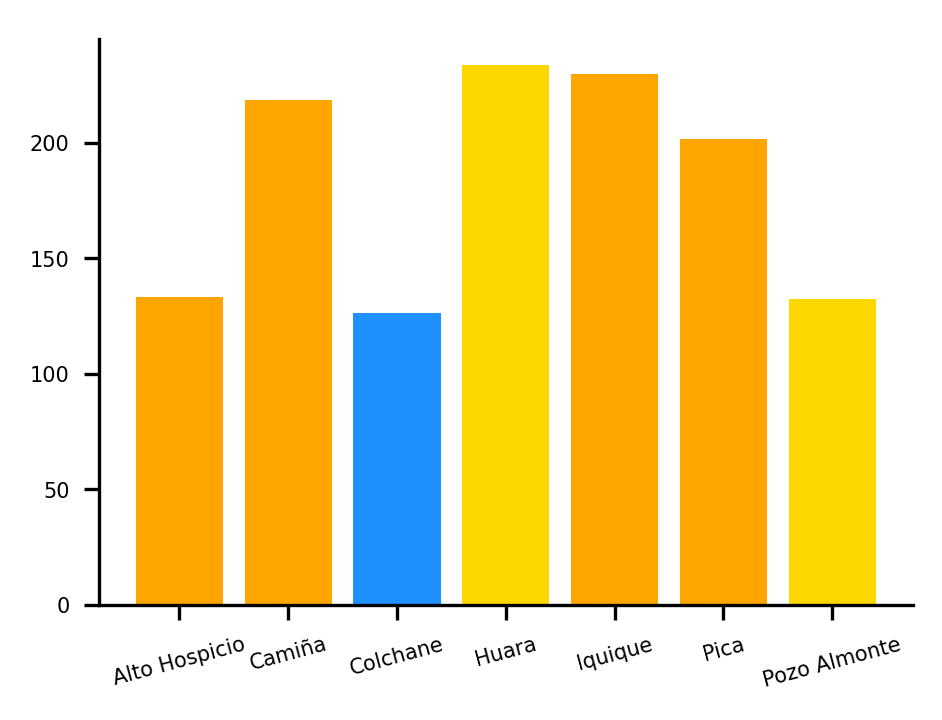 200
150
100
50
0
Alto Hospicio
Camiña
Colchane
Huara
Iquique
Pica
Pozo Almonte